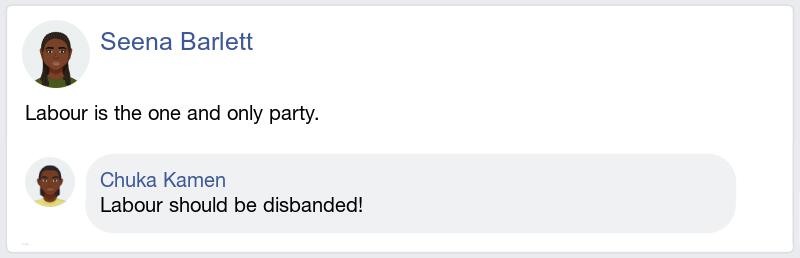 Seena Barlett
Labour is the one and only party.
Chuka Kamen
Labour should be disbanded!